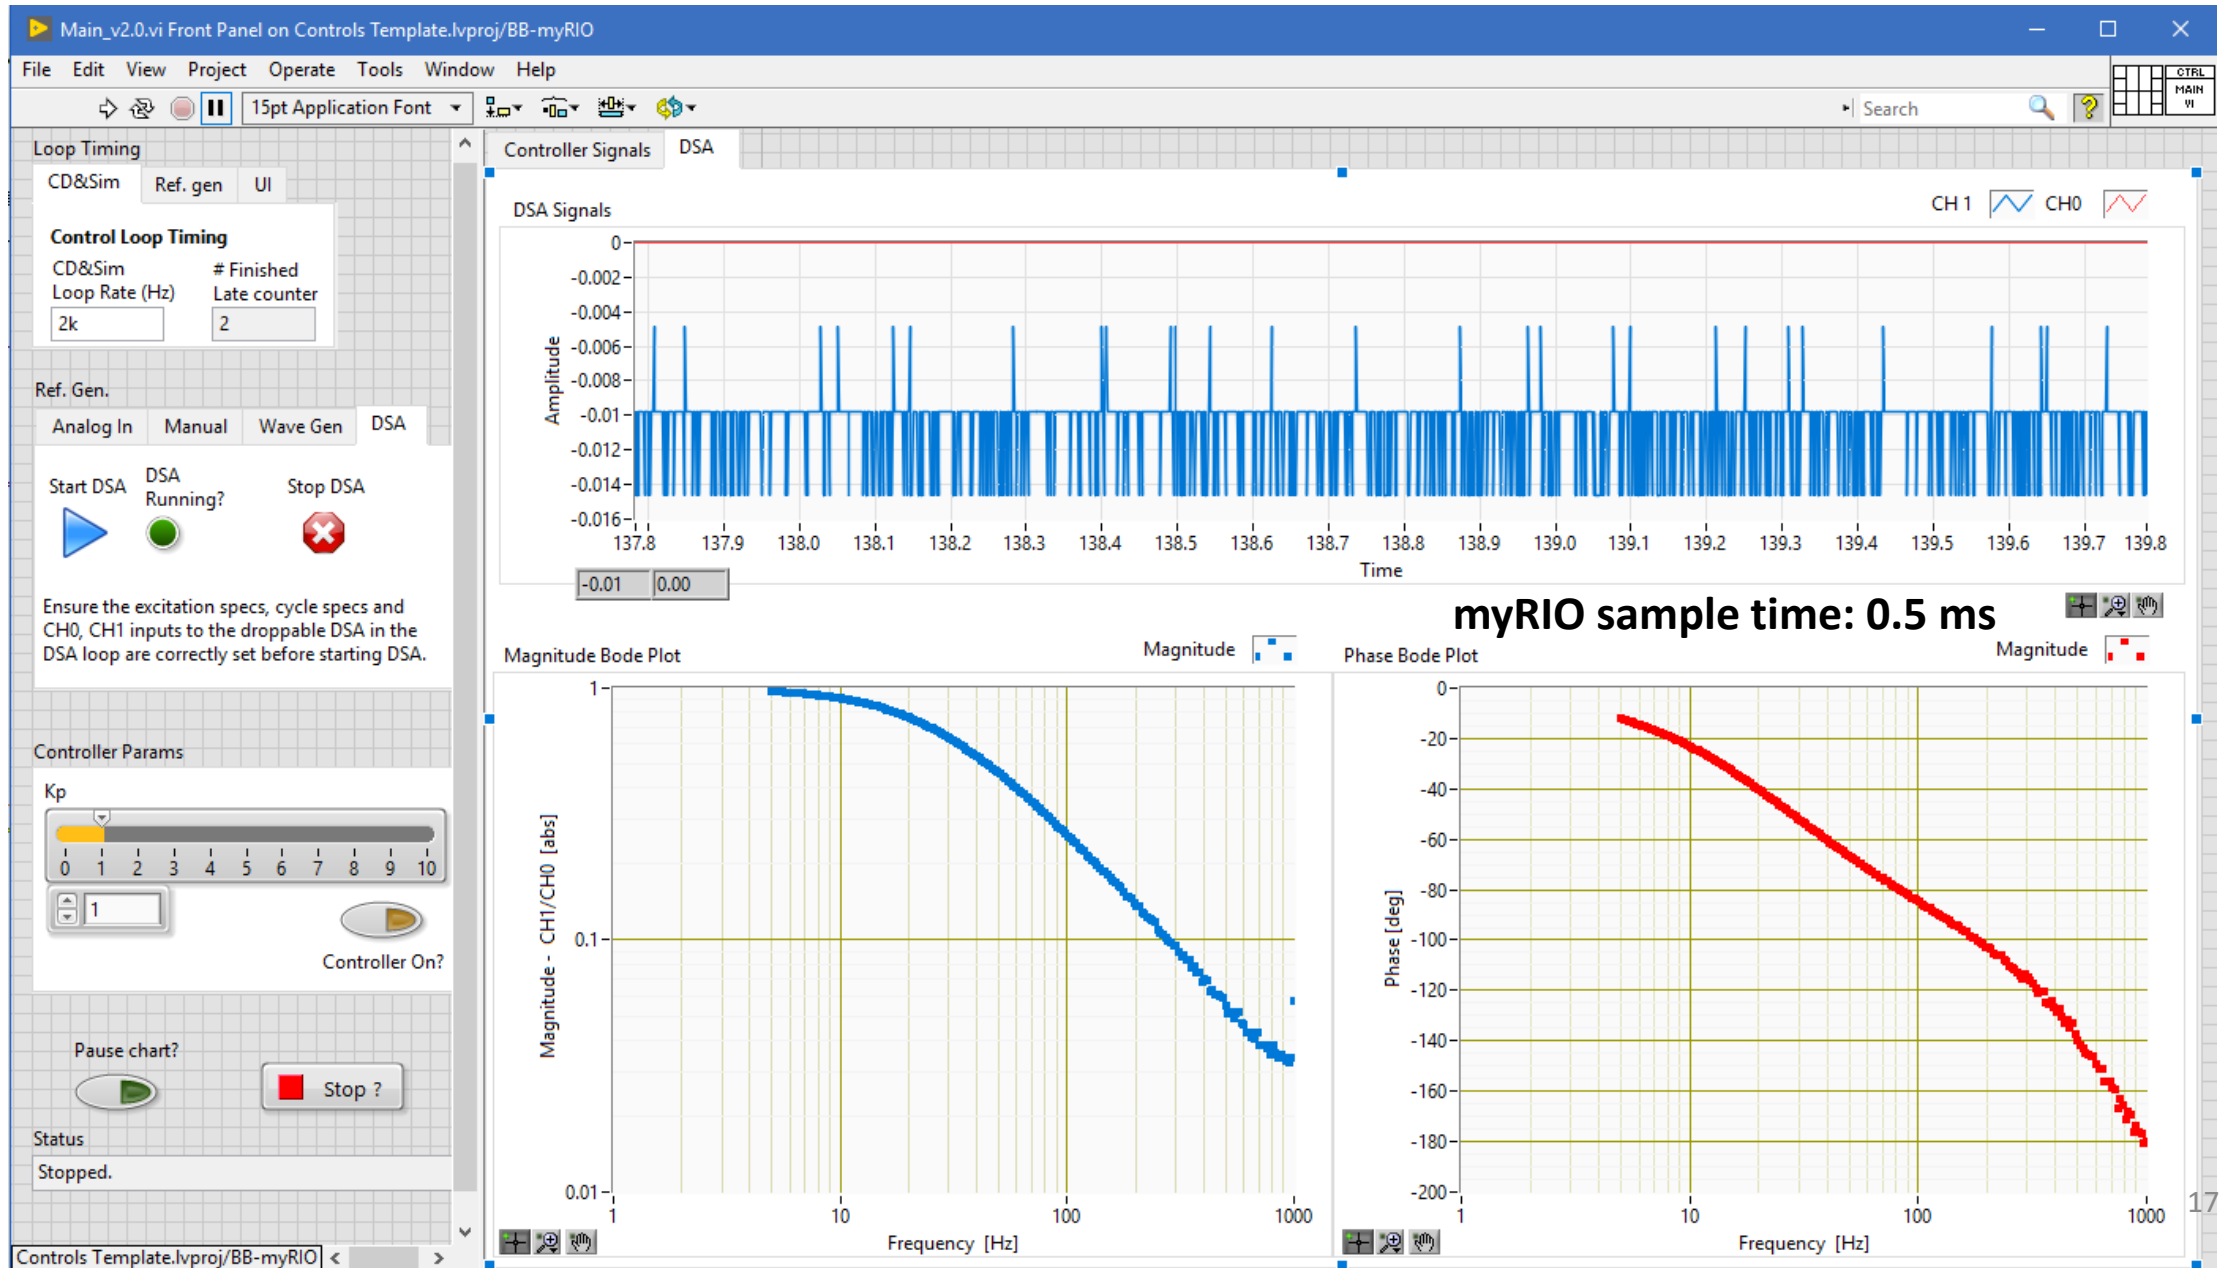 Main_v2.0.vi Front Panel on Controls Template.lvproj/BB-myRIO
File Edit View Project Operate Tools Window Help
15pt Application Font
Search
CTRL
MAIN
VI
Loop Timing
CD&Sim Ref. gen UI
Control Loop Timing
CD&Sim # Finished
Loop Rate (Hz) Late counter
2k 2
Ref. Gen.
Analog In Manual Wave Gen DSA
Start DSA DSA Running? Stop DSA
Ensure the excitation specs, cycle specs and
CH0, CH1 inputs to the droppable DSA in the
DSA loop are correctly set before starting DSA.
Controller Params
Kp
0 1 2 3 4 5 6 7 8 9 10
1
Controller On?
Pause chart?
Stop ?
Status
Stopped.
Controls Template.lvproj/BB-myRIO
Controller Signals DSA
DSA Signals
CH 1 CH0
Amplitude
0
-0.002
-0.004
-0.006
-0.008
-0.01
-0.012
-0.014
-0.016
137.8 137.9 138.0 138.1 138.2 138.3 138.4 138.5 138.6 138.7 138.8 138.9 139.0 139.1 139.2 139.3 139.4 139.5 139.6 139.7 139.8
Time
-0.01 0.00
myRIO sample time: 0.5 ms
Magnitude Bode Plot
Magnitude
Magnitude - CH1/CH0 [abs]
1
0.1
0.01
1 10 100 1000
Frequency [Hz]
Phase Bode Plot
Magnitude
Phase [deg]
0
-20
-40
-60
-80
-100
-120
-140
-160
-180
-200
1 10 100 1000
Frequency [Hz]
17